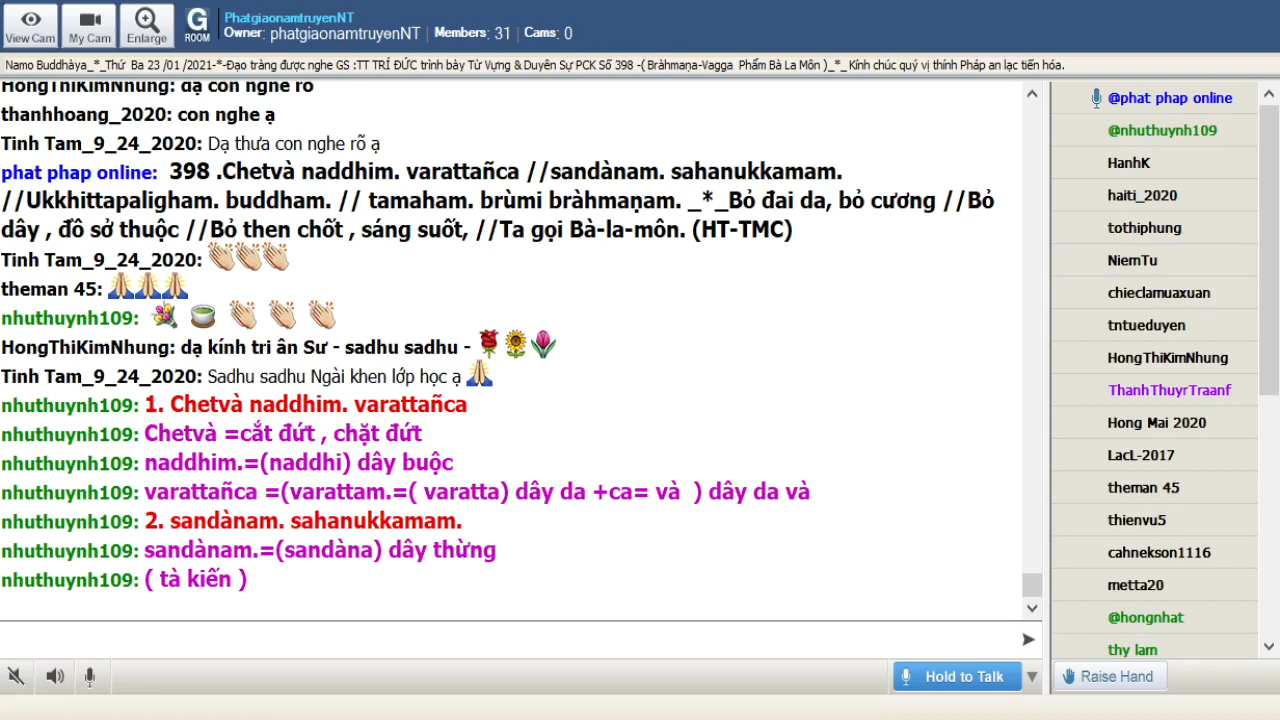 View Cam
My Cam
Enlarge
G
ROOM
PhatgiaonamtruyenNT
Owner: phatgiaonamtruyenNT | Members: 31 | Cams: 0
Namo Buddhàya_*_Thứ Ba 23 /01 /2021-*-Đạo tràng được nghe GS :TT TRÍ ĐỨC trình bày Từ Vựng & Duyên Sự PCK Số 398 -( Bràhmaṇa-Vagga Phẩm Bà La Môn )_*_ Kính chúc quý vị thính Pháp an lạc tiến hóa.
HongThiKimNhung: dạ con nghe rõ
thanhhoang_2020: con nghe ạ
Tinh Tam_9_24_2020: Dạ thưa con nghe rõ ạ
phat phap online: 398 .Chetvà naddhim. varattañca //sandànam. sahanukkamam.
//Ukkhittapaligham. buddham. // tamaham. brùmi bràhmaṇam. _*_Bỏ đai da, bỏ cương //Bỏ
dây , đồ sở thuộc //Bỏ then chốt , sáng suốt, //Ta gọi Bà-la-môn. (HT-TMC)
Tinh Tam_9_24_2020:
theman 45:
nhuthuynh109:
HongThiKimNhung: dạ kính tri ân Sư - sadhu sadhu -
Tinh Tam_9_24_2020: Sadhu sadhu Ngài khen lớp học ạ
nhuthuynh109: 1. Chetvà naddhim. varattañca
nhuthuynh109: Chetvà =cắt đứt , chặt đứt
nhuthuynh109: naddhim.=(naddhi) dây buộc
nhuthuynh109: varattañca =(varattam.=( varatta) dây da +ca= và ) dây da và
nhuthuynh109: 2. sandànam. sahanukkamam.
nhuthuynh109: sandànam.=(sandàna) dây thừng
nhuthuynh109: ( tà kiến )
@phat phap online
@nhuthuynh109
HanhK
haiti_2020
tothiphung
NiemTu
chieclamuaxuan
tntueduyen
HongThiKimNhung
ThanhThuyrTraanf
Hong Mai 2020
LacL-2017
theman 45
thienvu5
cahnekson1116
metta20
@hongnhat
thy lam
Hold to Talk
Raise Hand